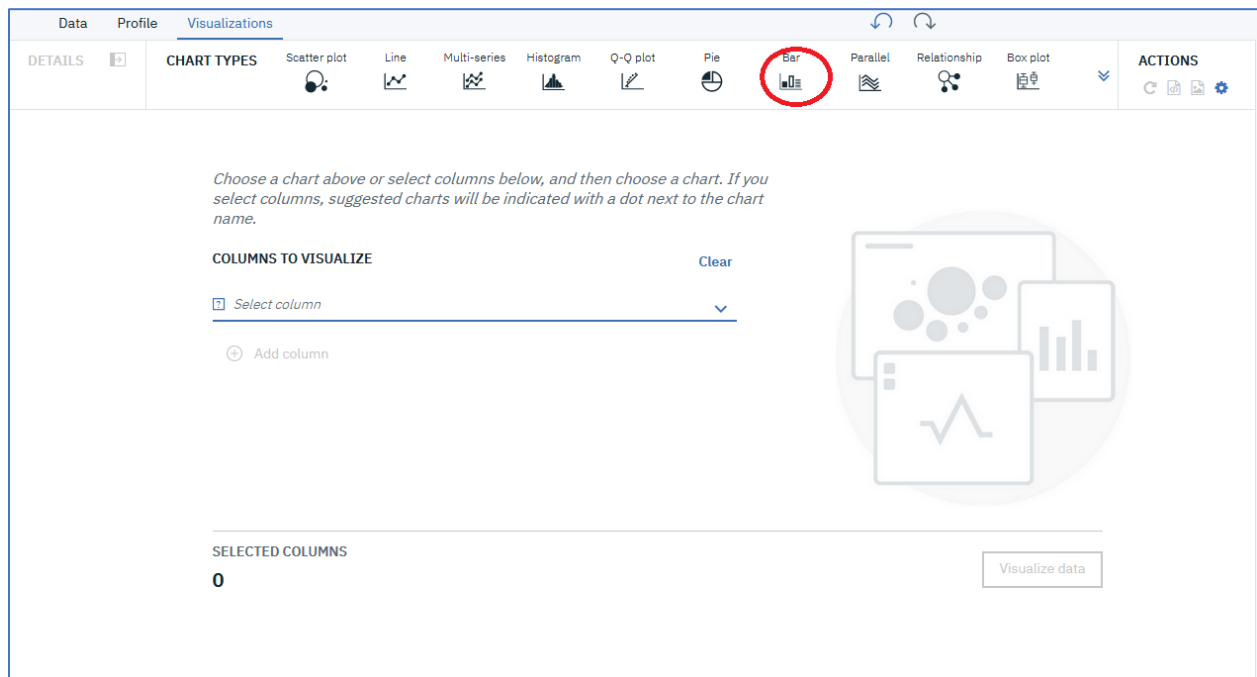 Data Profile Visualizations
DETAILS CHART TYPES Scatter plot Line Multi-series Histogram Q-Q plot Pie Bar Parallel Relationship Box plot ACTIONS
Choose a chart above or select columns below, and then choose a chart. If you
select columns, suggested charts will be indicated with a dot next to the chart
name.
COLUMNS TO VISUALIZE Clear
? Select column
Add column
SELECTED COLUMNS
0
Visualize data